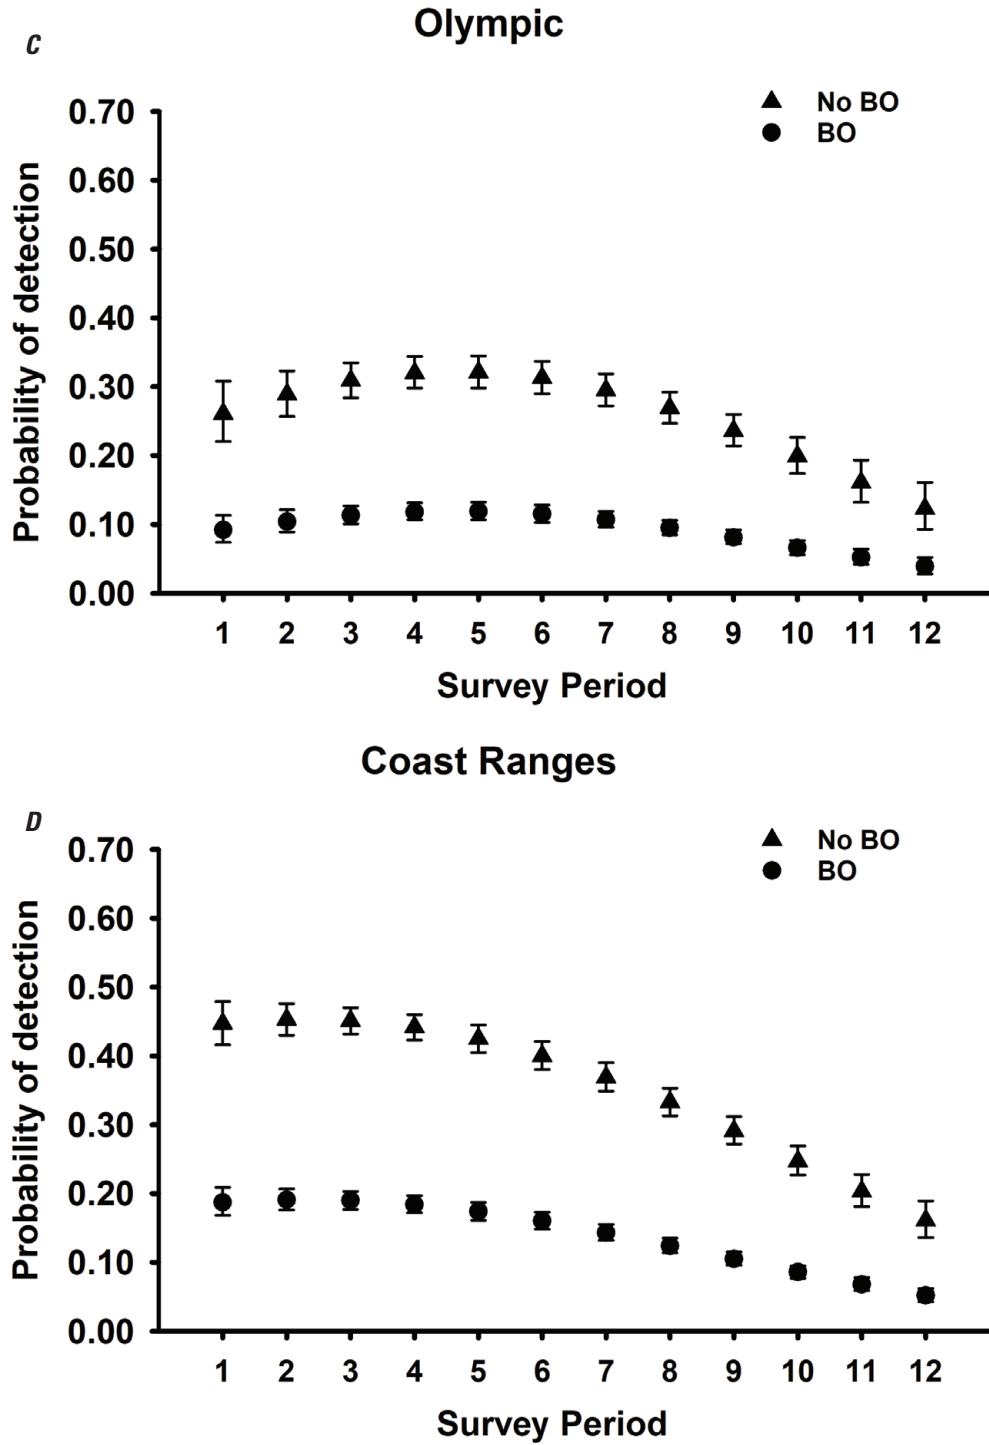 C
Olympic
No BO
BO
Probability of detection
0.70
0.60
0.50
0.40
0.30
0.20
0.10
0.00
1 2 3 4 5 6 7 8 9 10 11 12
Survey Period
D
Coast Ranges
No BO
BO
Probability of detection
0.70
0.60
0.50
0.40
0.30
0.20
0.10
0.00
1 2 3 4 5 6 7 8 9 10 11 12
Survey Period